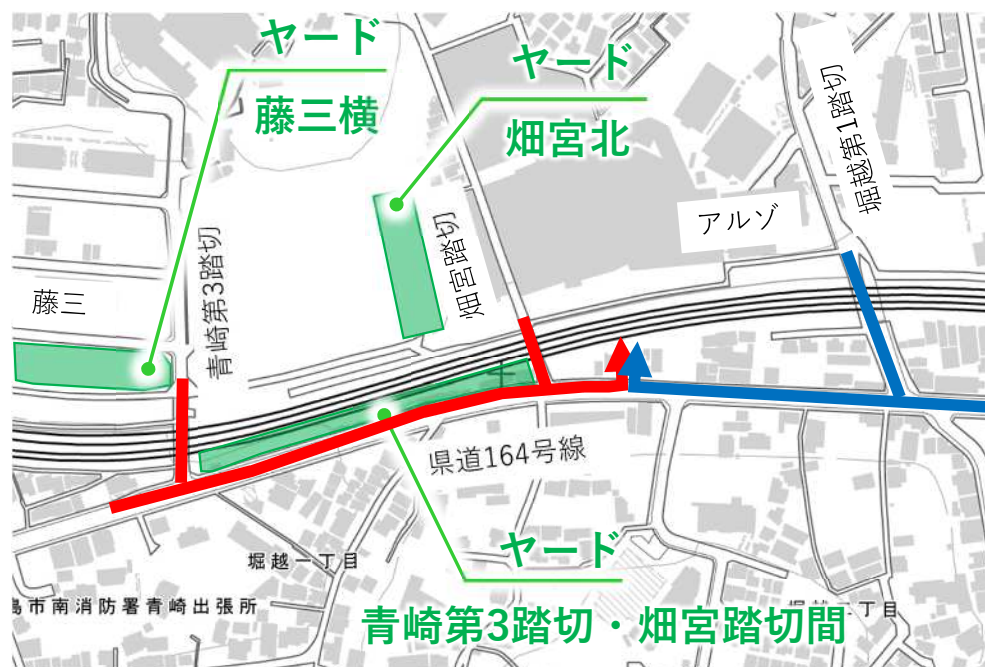 ヤード
藤三横
ヤード
畑宮北
堀越第1踏切
アルゾ
畑宮踏切
青崎第3踏切
藤三
県道164号線
堀越一丁目
ヤード
島市南消防署青崎出張所
青崎第3踏切・畑宮踏切間
堀越二丁目